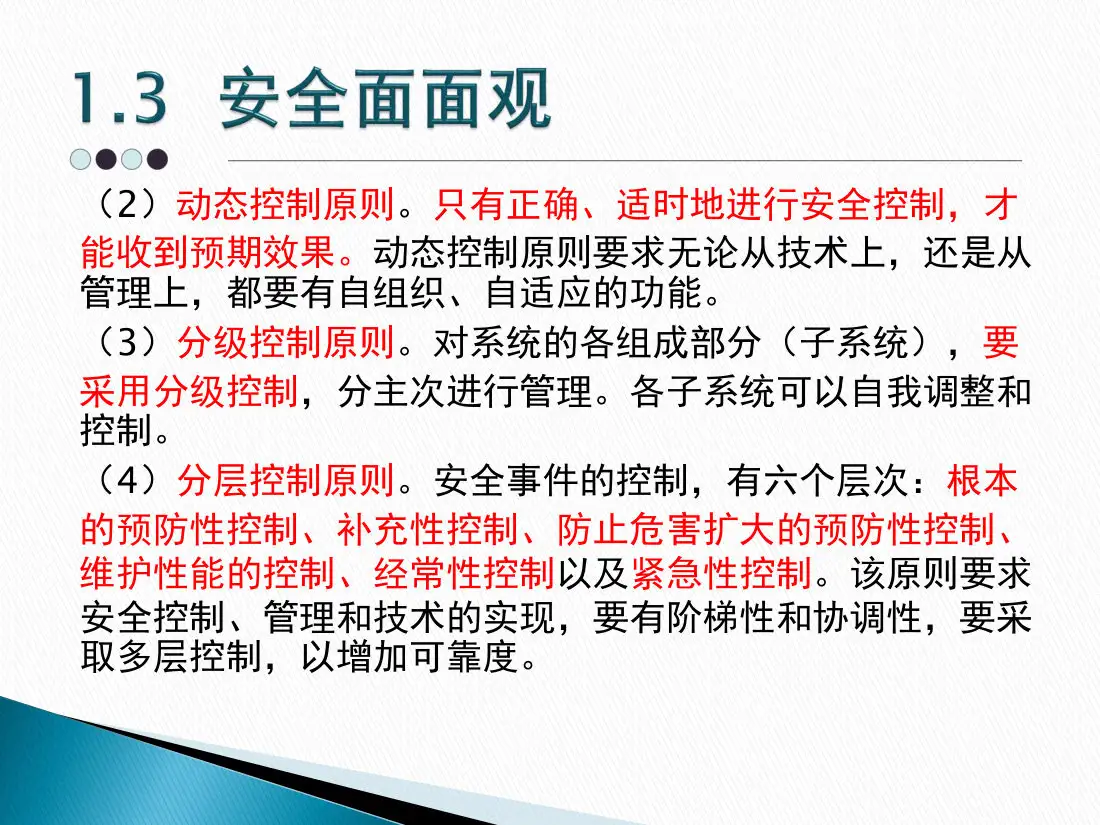 1.3 安全面面观
（2）动态控制原则。只有正确、适时地进行安全控制，才
能收到预期效果。动态控制原则要求无论从技术上，还是从
管理上，都要有自组织、自适应的功能。
（3）分级控制原则。对系统的各组成部分（子系统），要
采用分级控制，分主次进行管理。各子系统可以自我调整和
控制。
（4）分层控制原则。安全事件的控制，有六个层次：根本
的预防性控制、补充性控制、防止危害扩大的预防性控制、
维护性能的控制、经常性控制以及紧急性控制。该原则要求
安全控制、管理和技术的实现，要有阶梯性和协调性，要采
取多层控制，以增加可靠度。